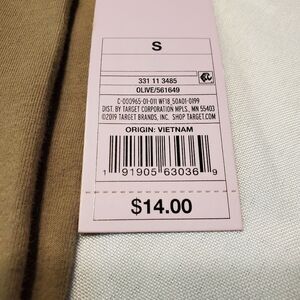 S
331 11 3485
OLIVE/561649
C-000965-01-011 WF18_50A01-0199
DIST. BY TARGET CORPORATION MPLS., MN 55403
©2019 TARGET BRANDS, INC. SHOP TARGET.COM
ORIGIN: VIETNAM
1 91905 63036 9
$14.00